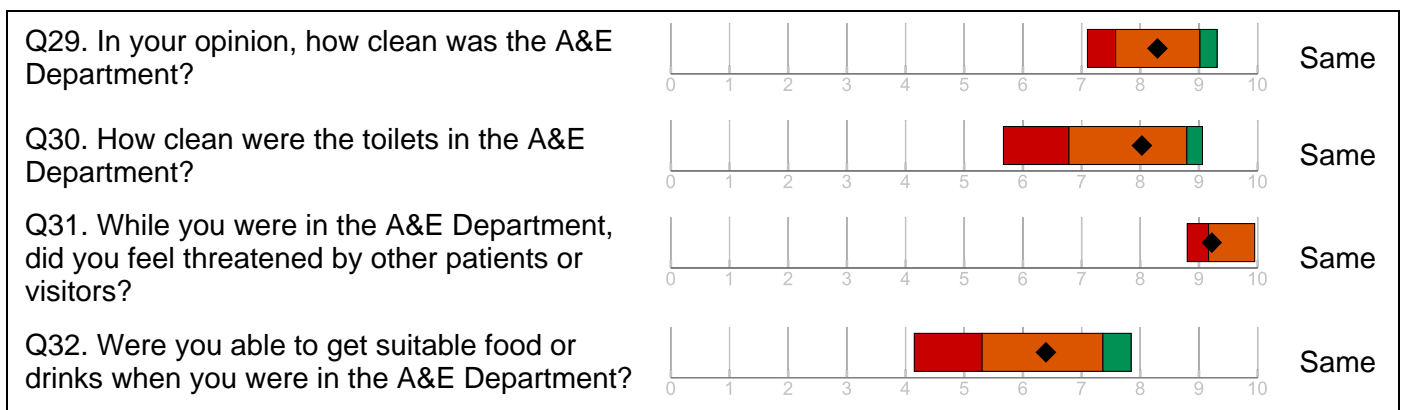 Q29. In your opinion, how clean was the A&E
Department?
0 1 2 3 4 5 6 7 8 9 10
Same
Q30. How clean were the toilets in the A&E
Department?
0 1 2 3 4 5 6 7 8 9 10
Same
Q31. While you were in the A&E Department,
did you feel threatened by other patients or
visitors?
0 1 2 3 4 5 6 7 8 9 10
Same
Q32. Were you able to get suitable food or
drinks when you were in the A&E Department?
0 1 2 3 4 5 6 7 8 9 10
Same